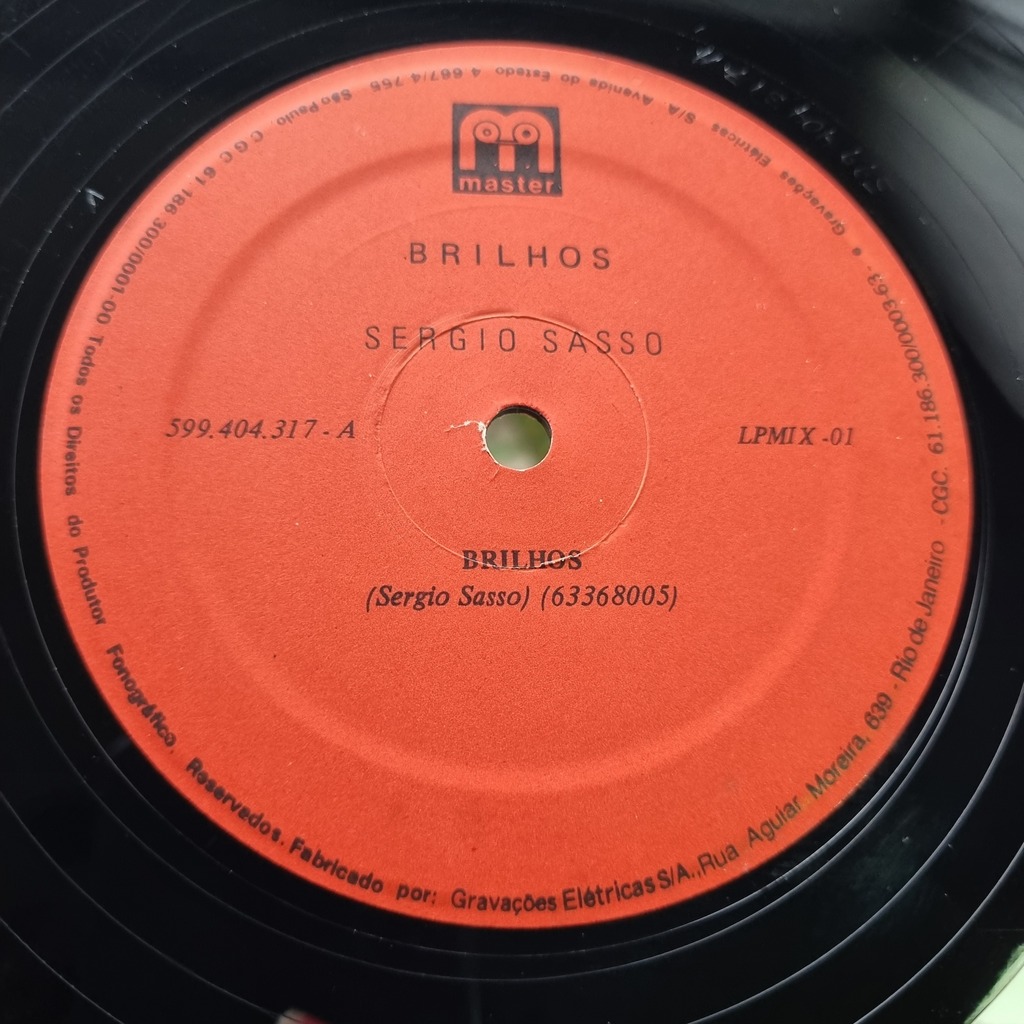 master
BRILHOS
SERGIO SASSO
599.404.317 - A
LPMIX -01
BRILHOS
(Sergio Sasso) (63368005)
• Gravações Elétricas S/A Avenida do Estado 4 667/4 755 São Paulo, CGC 61 186 300/0001-00 Todos os Direitos do Produtor Fonográfico, Reservados. Fabricado por: Gravações Elétricas S/A., Rua Aguiar Moreira, 639 - Rio de Janeiro - CGC. 61.186.300/0003-63 -